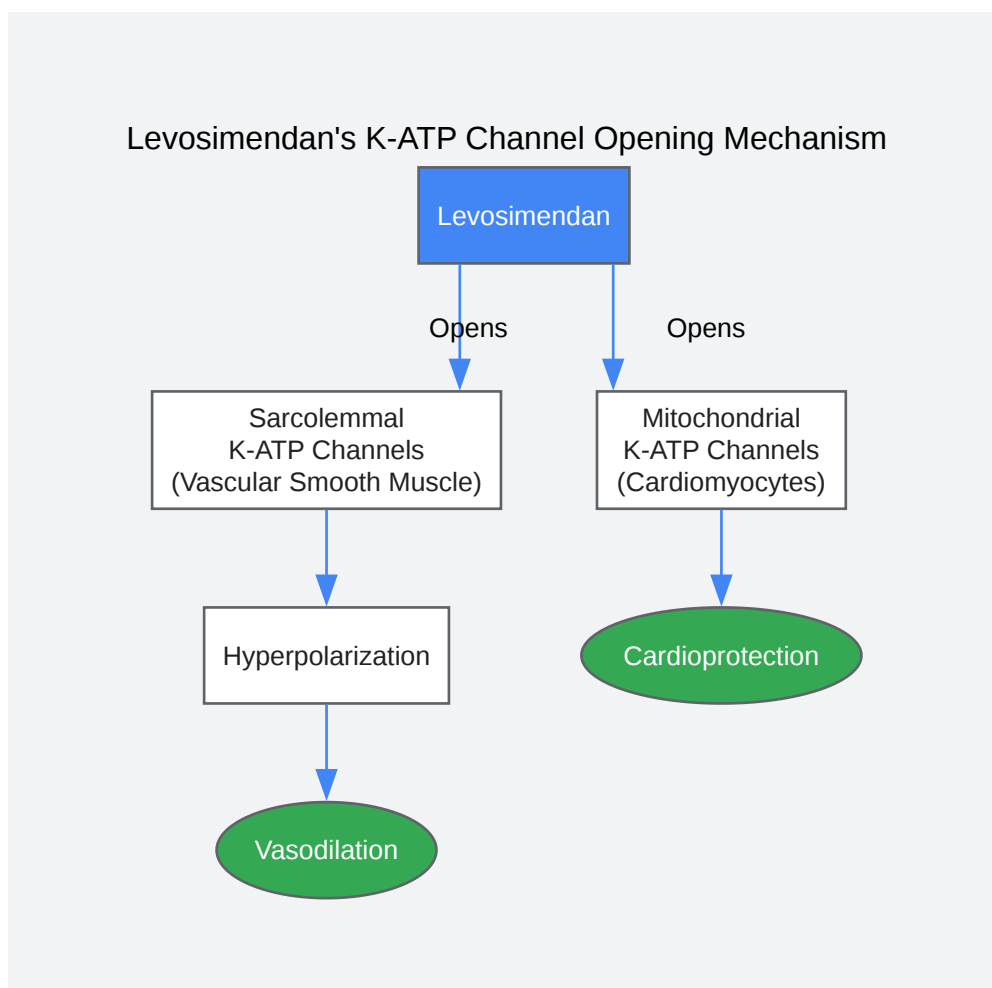 Levosimendan's K-ATP Channel Opening Mechanism
Levosimendan
Opens
Opens
Sarcolemmal
K-ATP Channels
(Vascular Smooth Muscle)
Mitochondrial
K-ATP Channels
(Cardiomyocytes)
Hyperpolarization
Cardioprotection
Vasodilation